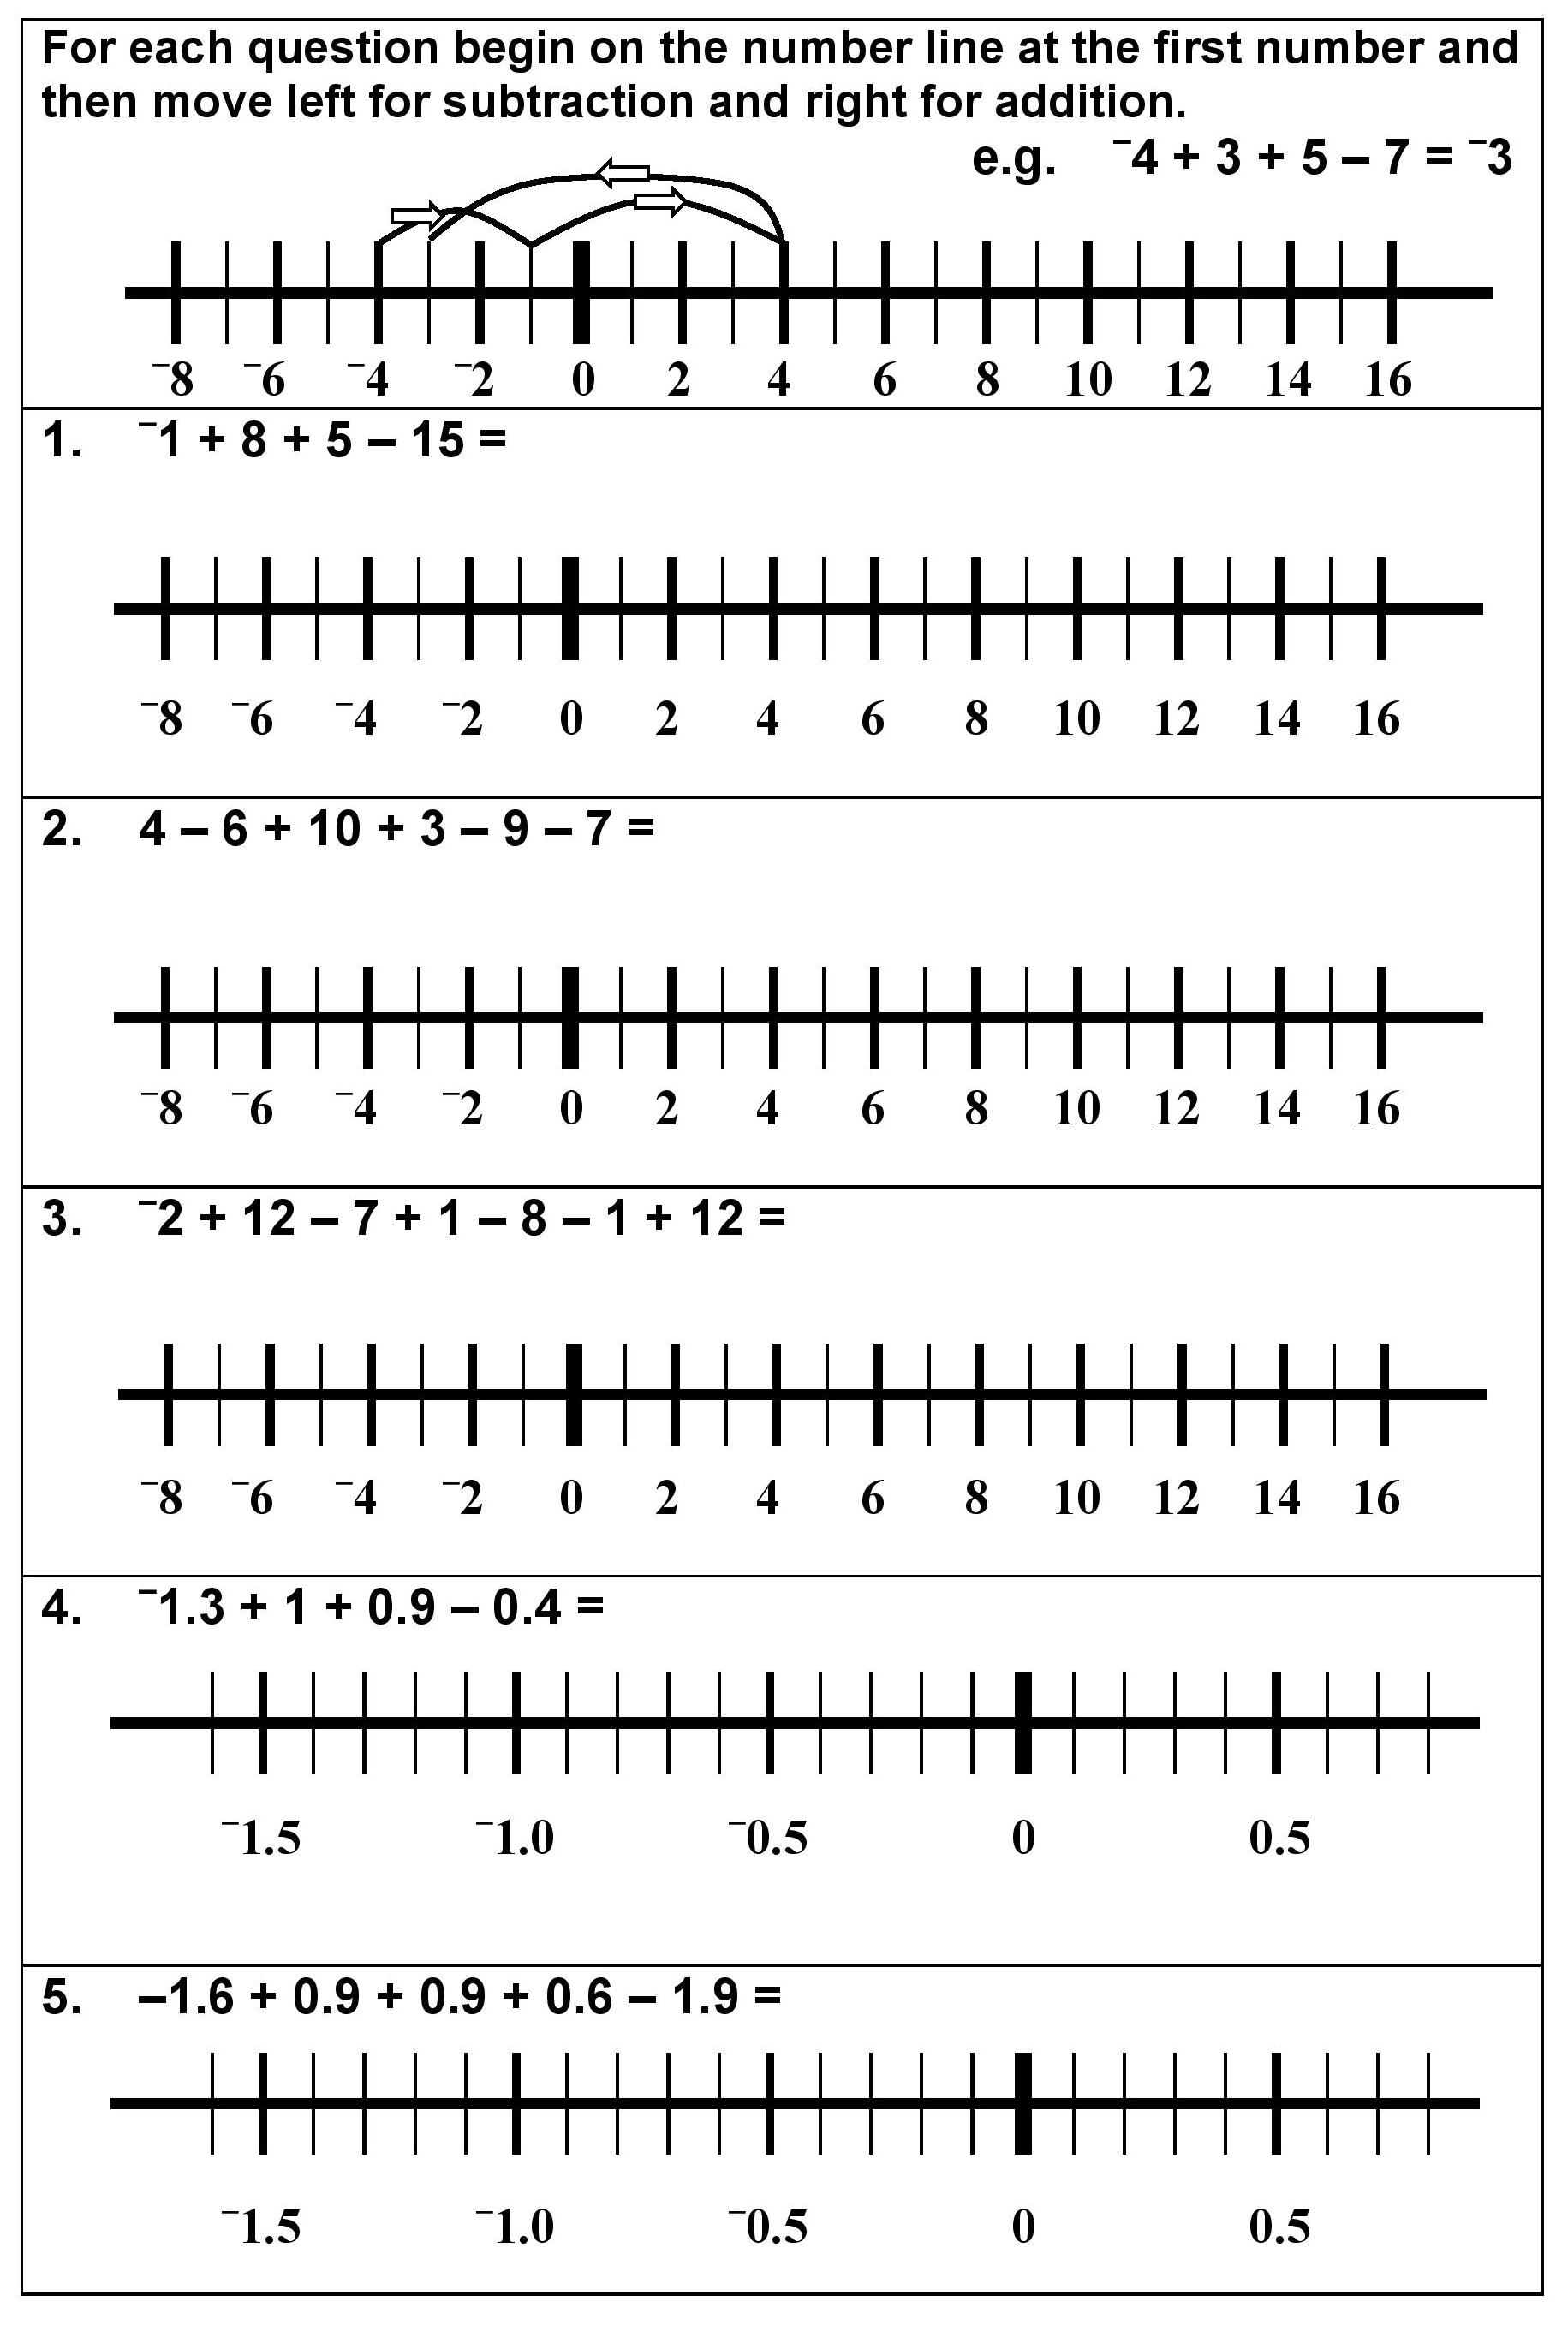 For each question begin on the number line at the first number and
then move left for subtraction and right for addition.
e.g. ⁻4 + 3 + 5 – 7 = ⁻3
⁻8 ⁻6 ⁻4 ⁻2 0 2 4 6 8 10 12 14 16
1. ⁻1 + 8 + 5 – 15 =
⁻8 ⁻6 ⁻4 ⁻2 0 2 4 6 8 10 12 14 16
2. 4 – 6 + 10 + 3 – 9 – 7 =
⁻8 ⁻6 ⁻4 ⁻2 0 2 4 6 8 10 12 14 16
3. ⁻2 + 12 – 7 + 1 – 8 – 1 + 12 =
⁻8 ⁻6 ⁻4 ⁻2 0 2 4 6 8 10 12 14 16
4. ⁻1.3 + 1 + 0.9 – 0.4 =
⁻1.5 ⁻1.0 ⁻0.5 0 0.5
5. –1.6 + 0.9 + 0.9 + 0.6 – 1.9 =
⁻1.5 ⁻1.0 ⁻0.5 0 0.5